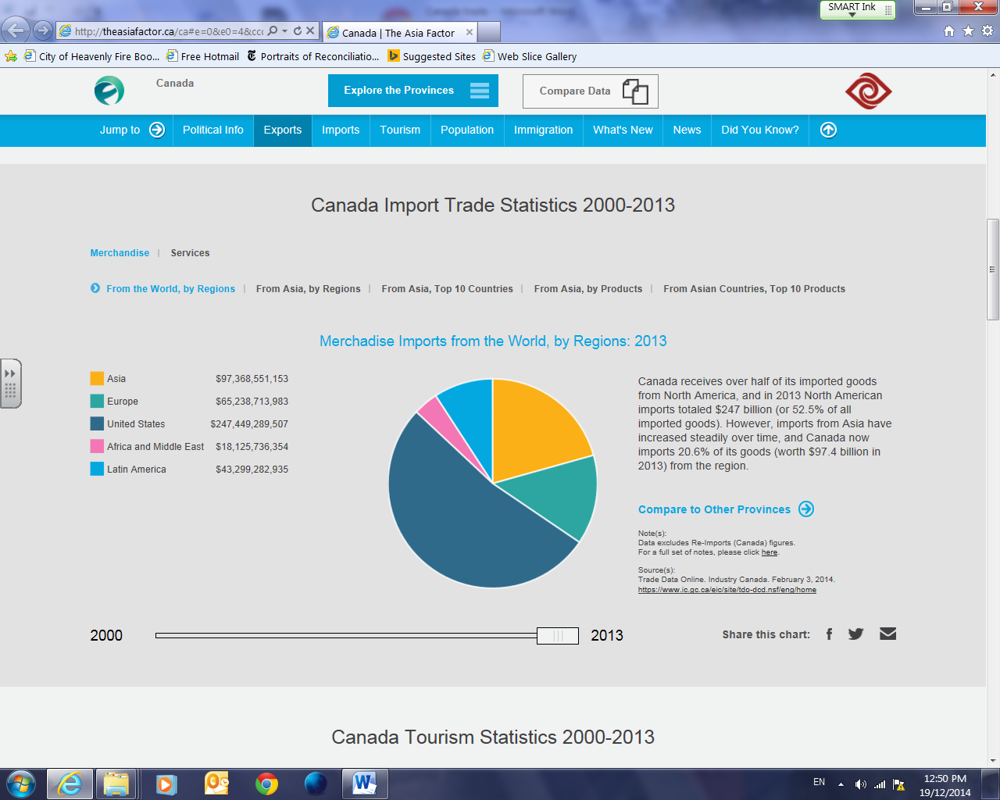 SMART Ink
http://theasiafactor.ca/ca#e=0&e0=4&cc
Canada | The Asia Factor
City of Heavenly Fire Boo...
Free Hotmail
Portraits of Reconciliatio...
Suggested Sites
Web Slice Gallery
Canada
Explore the Provinces
Compare Data
Jump to
Political Info
Exports
Imports
Tourism
Population
Immigration
What's New
News
Did You Know?
Canada Import Trade Statistics 2000-2013
Merchandise | Services
From the World, by Regions | From Asia, by Regions | From Asia, Top 10 Countries | From Asia, by Products | From Asian Countries, Top 10 Products
Merchadise Imports from the World, by Regions: 2013
Asia $97,368,551,153
Europe $65,238,713,983
United States $247,449,289,507
Africa and Middle East $18,125,736,354
Latin America $43,299,282,935
Canada receives over half of its imported goods
from North America, and in 2013 North American
imports totaled $247 billion (or 52.5% of all
imported goods). However, imports from Asia have
increased steadily over time, and Canada now
imports 20.6% of its goods (worth $97.4 billion in
2013) from the region.
Compare to Other Provinces
Note(s):
Data excludes Re-Imports (Canada) figures.
For a full set of notes, please click here.
Source(s):
Trade Data Online. Industry Canada. February 3, 2014.
https://www.ic.gc.ca/eic/site/tdo-dcd.nsf/eng/home
2000
2013
Share this chart:
Canada Tourism Statistics 2000-2013
EN
12:50 PM
19/12/2014